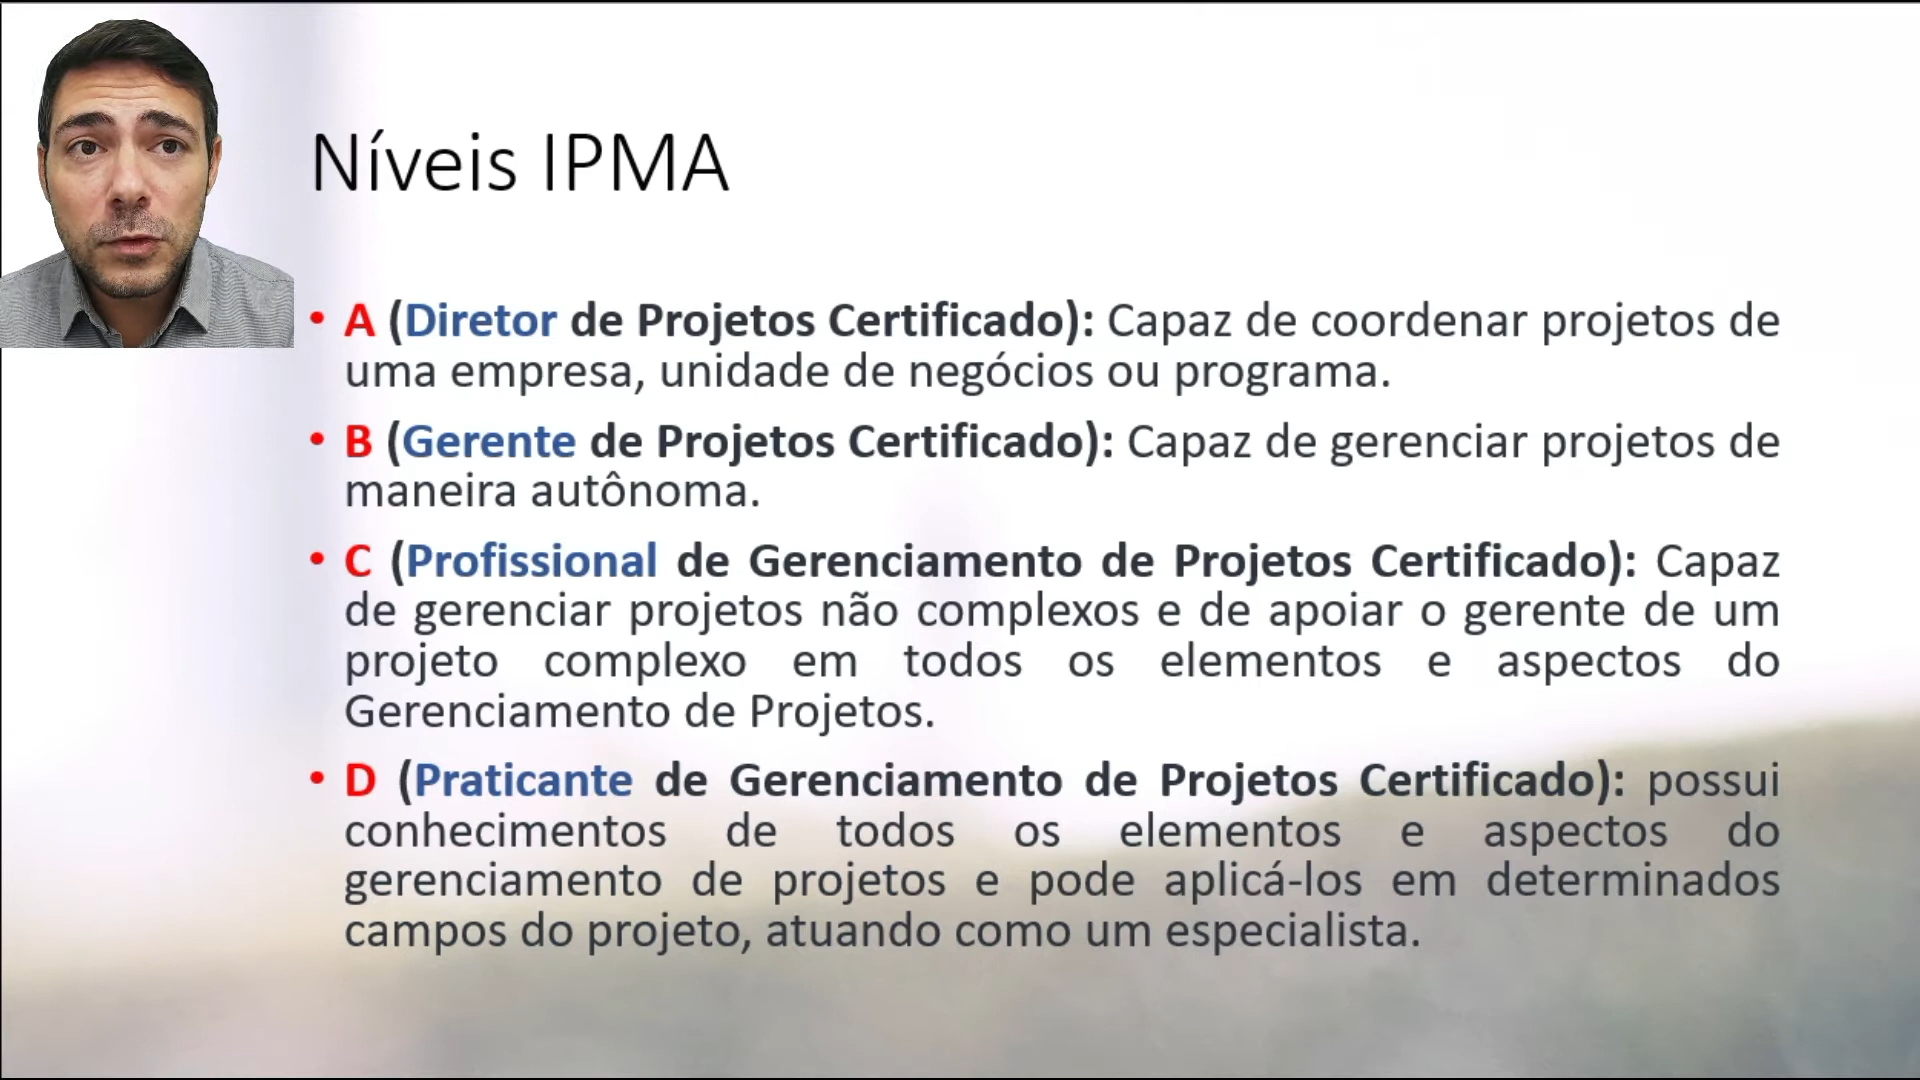 Níveis IPMA
• A (Diretor de Projetos Certificado): Capaz de coordenar projetos de
uma empresa, unidade de negócios ou programa.
• B (Gerente de Projetos Certificado): Capaz de gerenciar projetos de
maneira autônoma.
• C (Profissional de Gerenciamento de Projetos Certificado): Capaz
de gerenciar projetos não complexos e de apoiar o gerente de um
projeto complexo em todos os elementos e aspectos do
Gerenciamento de Projetos.
• D (Praticante de Gerenciamento de Projetos Certificado): possui
conhecimentos de todos os elementos e aspectos do
gerenciamento de projetos e pode aplicá-los em determinados
campos do projeto, atuando como um especialista.